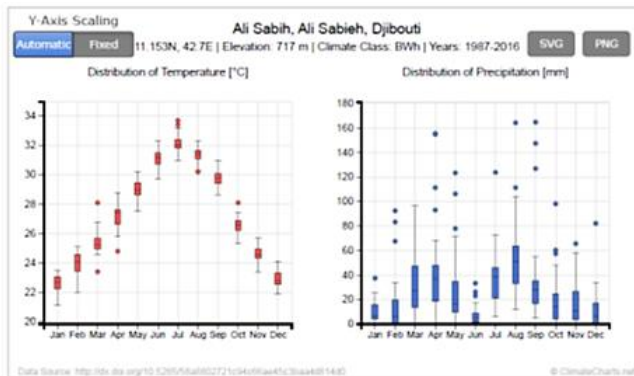 Y-Axis Scaling
Automatic Fixed
Ali Sabih, Ali Sabieh, Djibouti
11.153N, 42.7E | Elevation: 717 m | Climate Class: BWh | Years: 1987-2016
SVG PNG
Distribution of Temperature [°C]
Distribution of Precipitation [mm]
34
32
30
28
26
24
22
20
Jan Feb Mar Apr May Jun Jul Aug Sep Oct Nov Dec
180
160
140
120
100
80
60
40
20
0
Jan Feb Mar Apr May Jun Jul Aug Sep Oct Nov Dec
Data Source:
© ClimateCharts.net